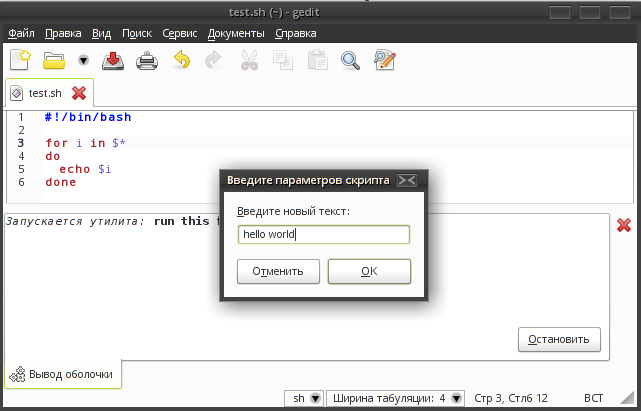 test.sh (~) - gedit
Файл Правка Вид Поиск Сервис Документы Справка
test.sh
1 #!/bin/bash
2
3 for i in $*
4 do
5 echo $i
6 done
Введите параметров скрипта
Введите новый текст:
hello world
Отменить OK
Запускается утилита: run this
Остановить
Вывод оболочки
sh Ширина табуляции: 4 Стр 3, Стлб 12 ВСТ